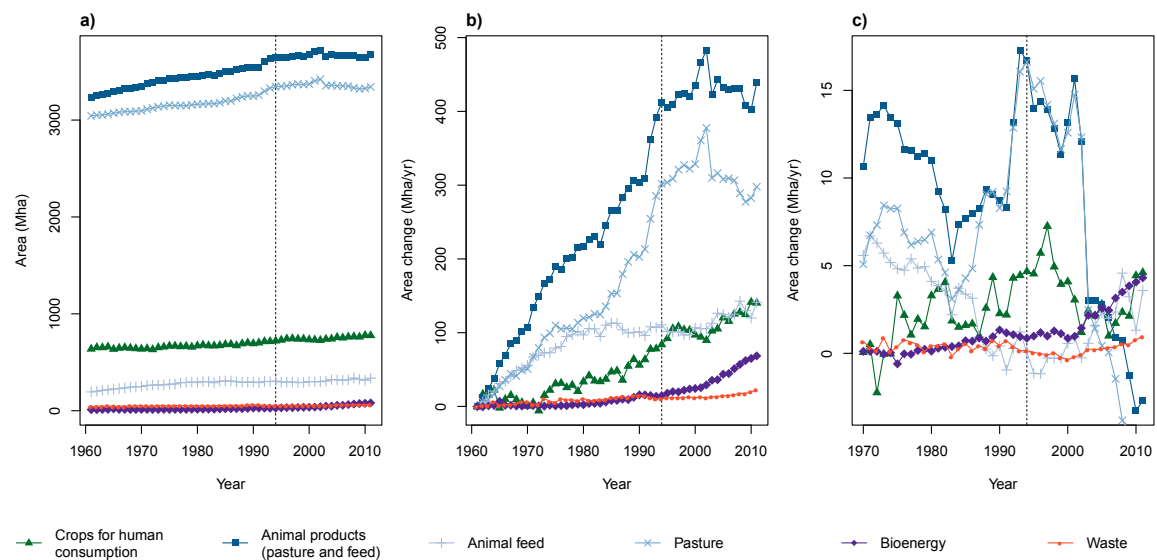 a)
b)
c)
Area (Mha)
0
1000
2000
3000
1960
1970
1980
1990
2000
2010
Year
Area change (Mha/yr)
0
100
200
300
400
500
1960
1970
1980
1990
2000
2010
Year
Area change (Mha/yr)
0
5
10
15
1970
1980
1990
2000
2010
Year
Crops for human
consumption
Animal products
(pasture and feed)
Animal feed
Pasture
Bioenergy
Waste